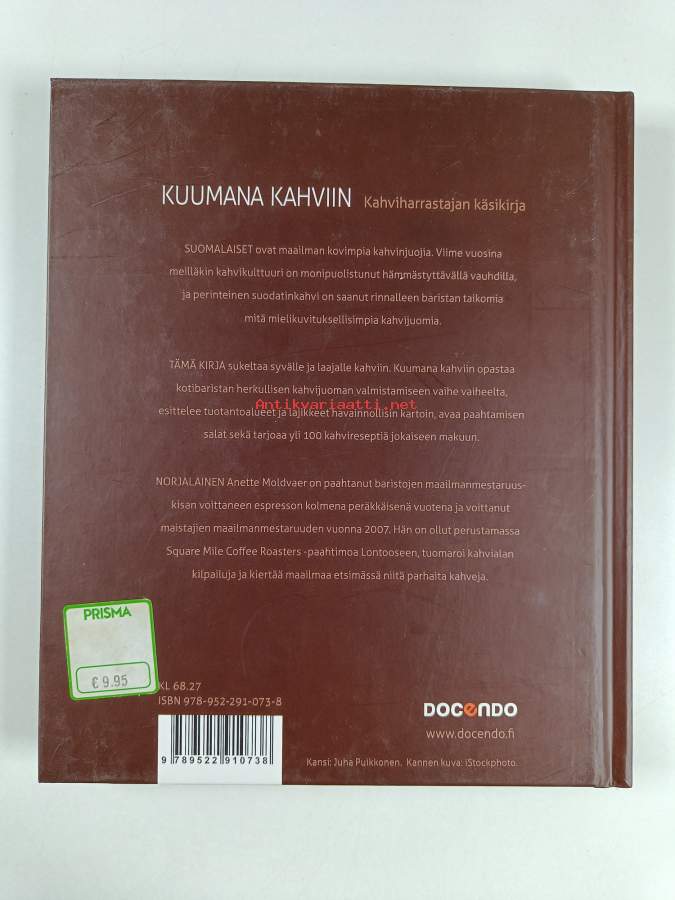 KUUMANA KAHVIIN Kahviharrastajan käsikirja
SUOMALAISET ovat maailman kovimpia kahvinjuojia. Viime vuosina
meilläkin kahvikulttuuri on monipuolistunut hämmästyttävällä vauhdilla,
ja perinteinen suodatinkahvi on saanut rinnalleen baristan taikomia
mitä mielikuvituksellisimpia kahvijuomia.
TÄMÄ KIRJA sukeltaa syvälle ja laajalle kahviin. Kuumana kahviin opastaa
kotibaristan herkullisen kahvijuoman valmistamiseen vaihe vaiheelta,
Antikvariaatti.net
esittelee tuotantoalueet ja lajikkeet havainnollisin kartoin, avaa paahtamisen
salat sekä tarjoaa yli 100 kahvireseptiä jokaiseen makuun.
NORJALAINEN Anette Moldvaer on paahtanut baristojen maailmanmestaruus-
kisan voittaneen espresson kolmena peräkkäisenä vuotena ja voittanut
maistajien maailmanmestaruuden vuonna 2007. Hän on ollut perustamassa
Square Mile Coffee Roasters -paahtimoa Lontooseen, tuomaroi kahvialan
kilpailuja ja kiertää maailmaa etsimässä niitä parhaita kahveja.
PRISMA
€ 9.95
KL 68.27
ISBN 978-952-291-073-8
9 789522 910738
DOCENDO
www.docendo.fi
Kansi: Juha Puikkonen. Kannen kuva: iStockphoto.